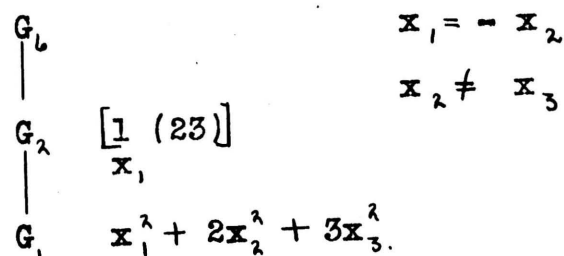 G₆ x₁ = - x₂
x₂ ≠ x₃
G₂ [1 (23)]
x₁
G₁ x₁² + 2x₂² + 3x₃².